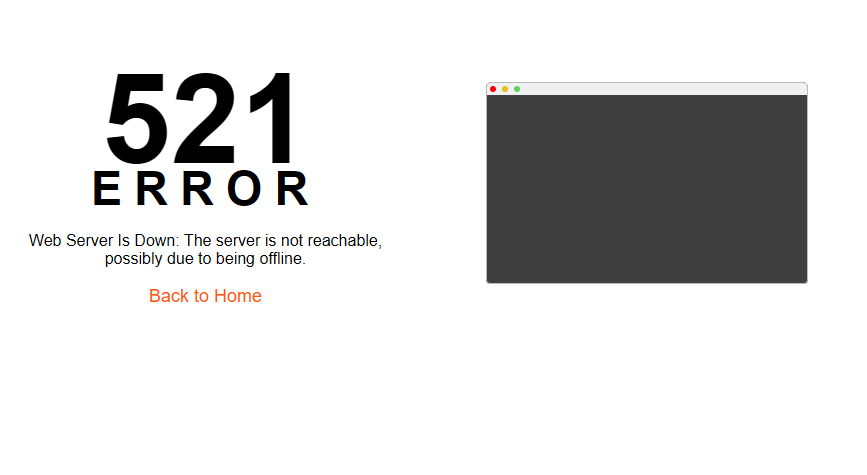 521
ERROR
Web Server Is Down: The server is not reachable,
possibly due to being offline.
Back to Home